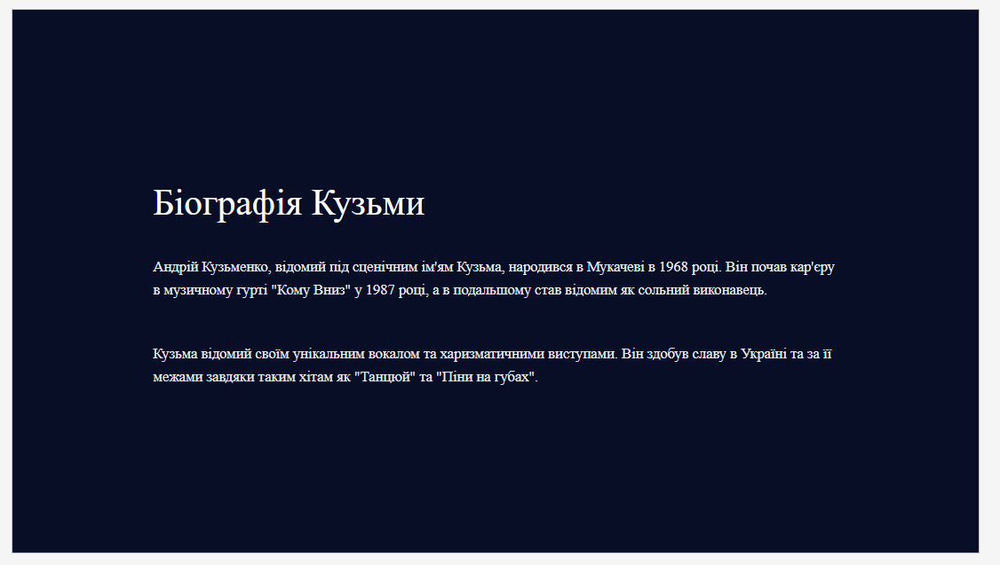 Біографія Кузьми
Андрій Кузьменко, відомий під сценічним ім'ям Кузьма, народився в Мукачеві в 1968 році. Він почав кар'єру
в музичному гурті "Кому Вниз" у 1987 році, а в подальшому став відомим як сольний виконавець.
Кузьма відомий своїм унікальним вокалом та харизматичними виступами. Він здобув славу в Україні та за її
межами завдяки таким хітам як "Танцюй" та "Піни на губах".